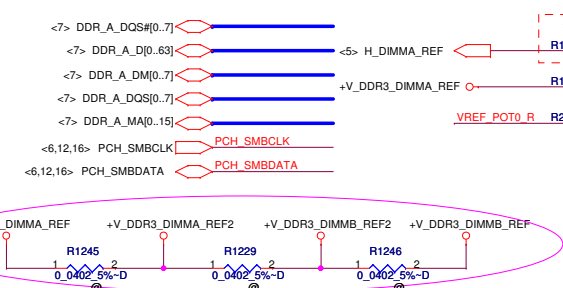 <7> DDR_A_DQS#[0..7]
<7> DDR_A_D[0..63]
<7> DDR_A_DM[0..7]
<7> DDR_A_DQS[0..7]
<7> DDR_A_MA[0..15]
<6,12,16> PCH_SMBCLK PCH_SMBCLK
<6,12,16> PCH_SMBDATA PCH_SMBDATA
<5> H_DIMMA_REF R1
+V_DDR3_DIMMA_REF R1
VREF_POT0_R R2
_DIMMA_REF +V_DDR3_DIMMA_REF2 +V_DDR3_DIMMB_REF2 +V_DDR3_DIMMB_REF
R1245 R1229 R1246
1 2 1 2 1 2
0_0402_5%~D 0_0402_5%~D 0_0402_5%~D
@ @ @